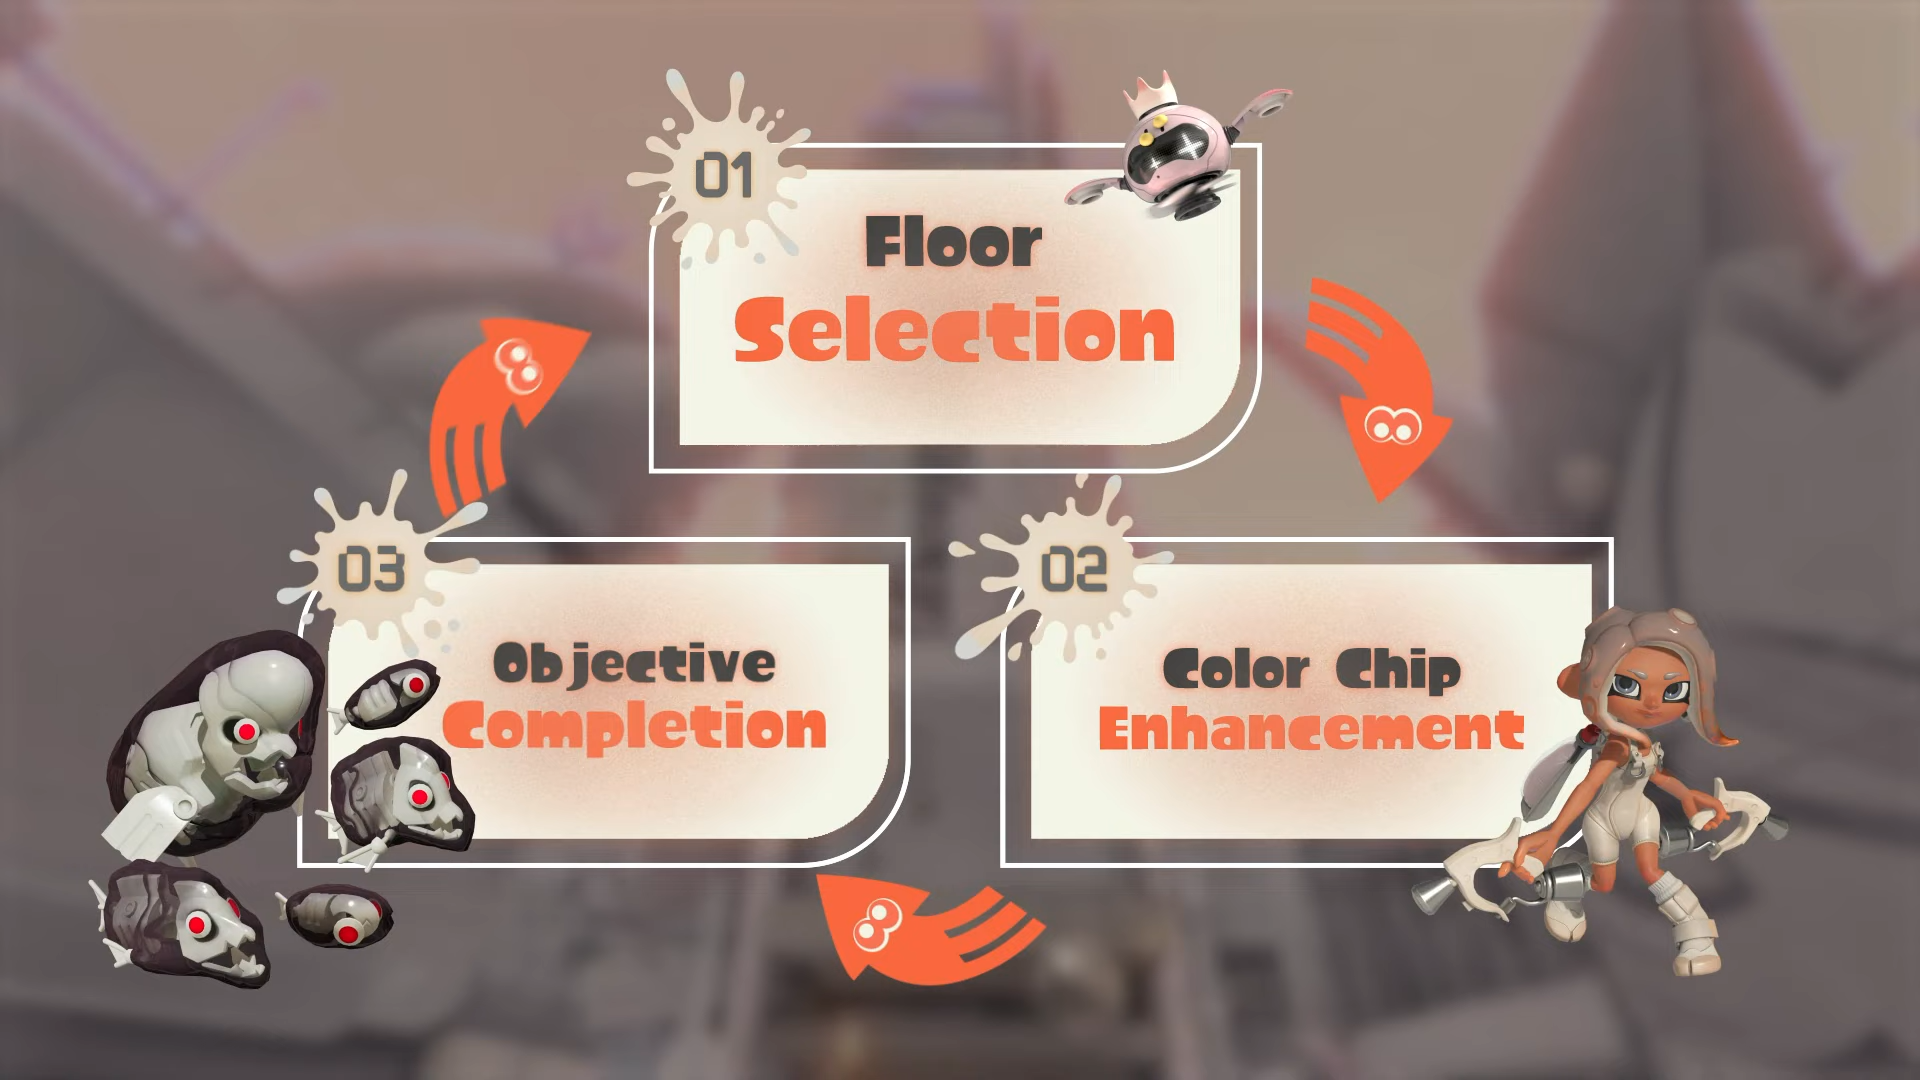 01
Floor
Selection
02
Color Chip
Enhancement
03
Objective
Completion